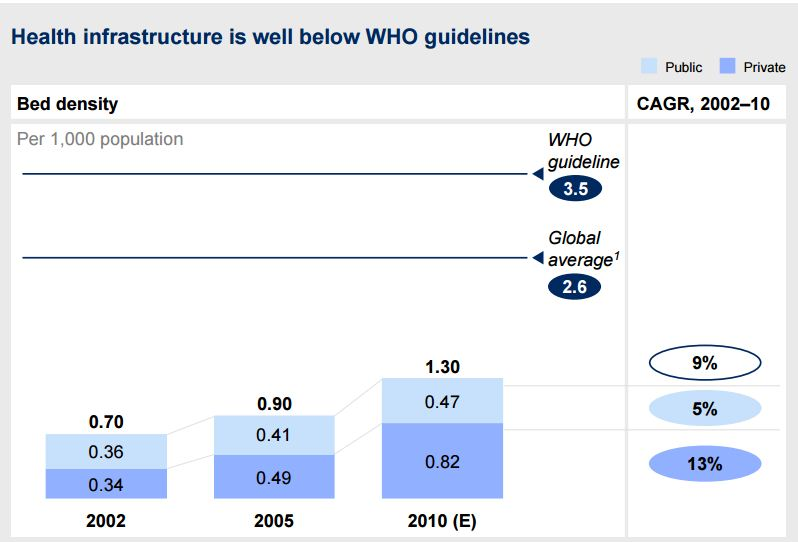 Health infrastructure is well below WHO guidelines
Public Private
Bed density
CAGR, 2002–10
Per 1,000 population
WHO
guideline
3.5
Global
average¹
2.6
9%
1.30
0.47
5%
0.90
0.41
0.70
0.36
0.82
13%
0.49
0.34
2002 2005 2010 (E)